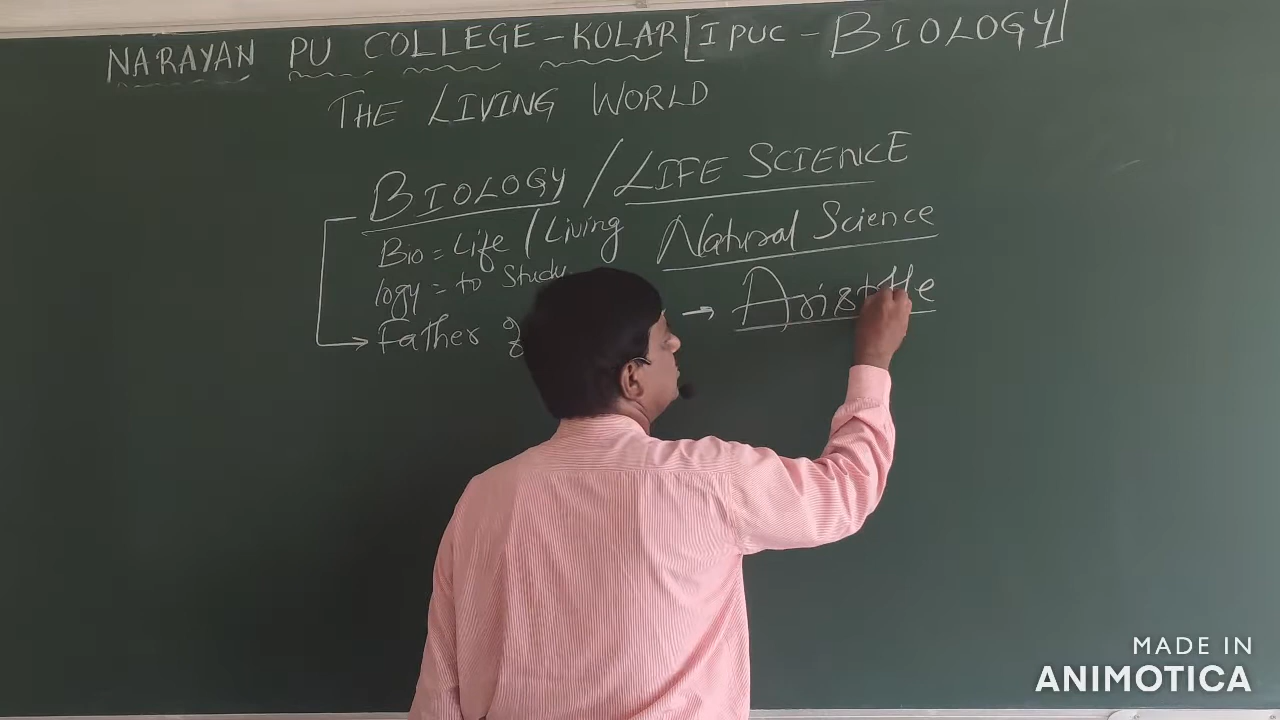 NARAYAN PU COLLEGE - KOLAR [I PUC - BIOLOGY]
THE LIVING WORLD
BIOLOGY / LIFE SCIENCE
Bio = Life / Living
Natural Science
logy = to Study
Father of → Aristotle
MADE IN
ANIMOTICA